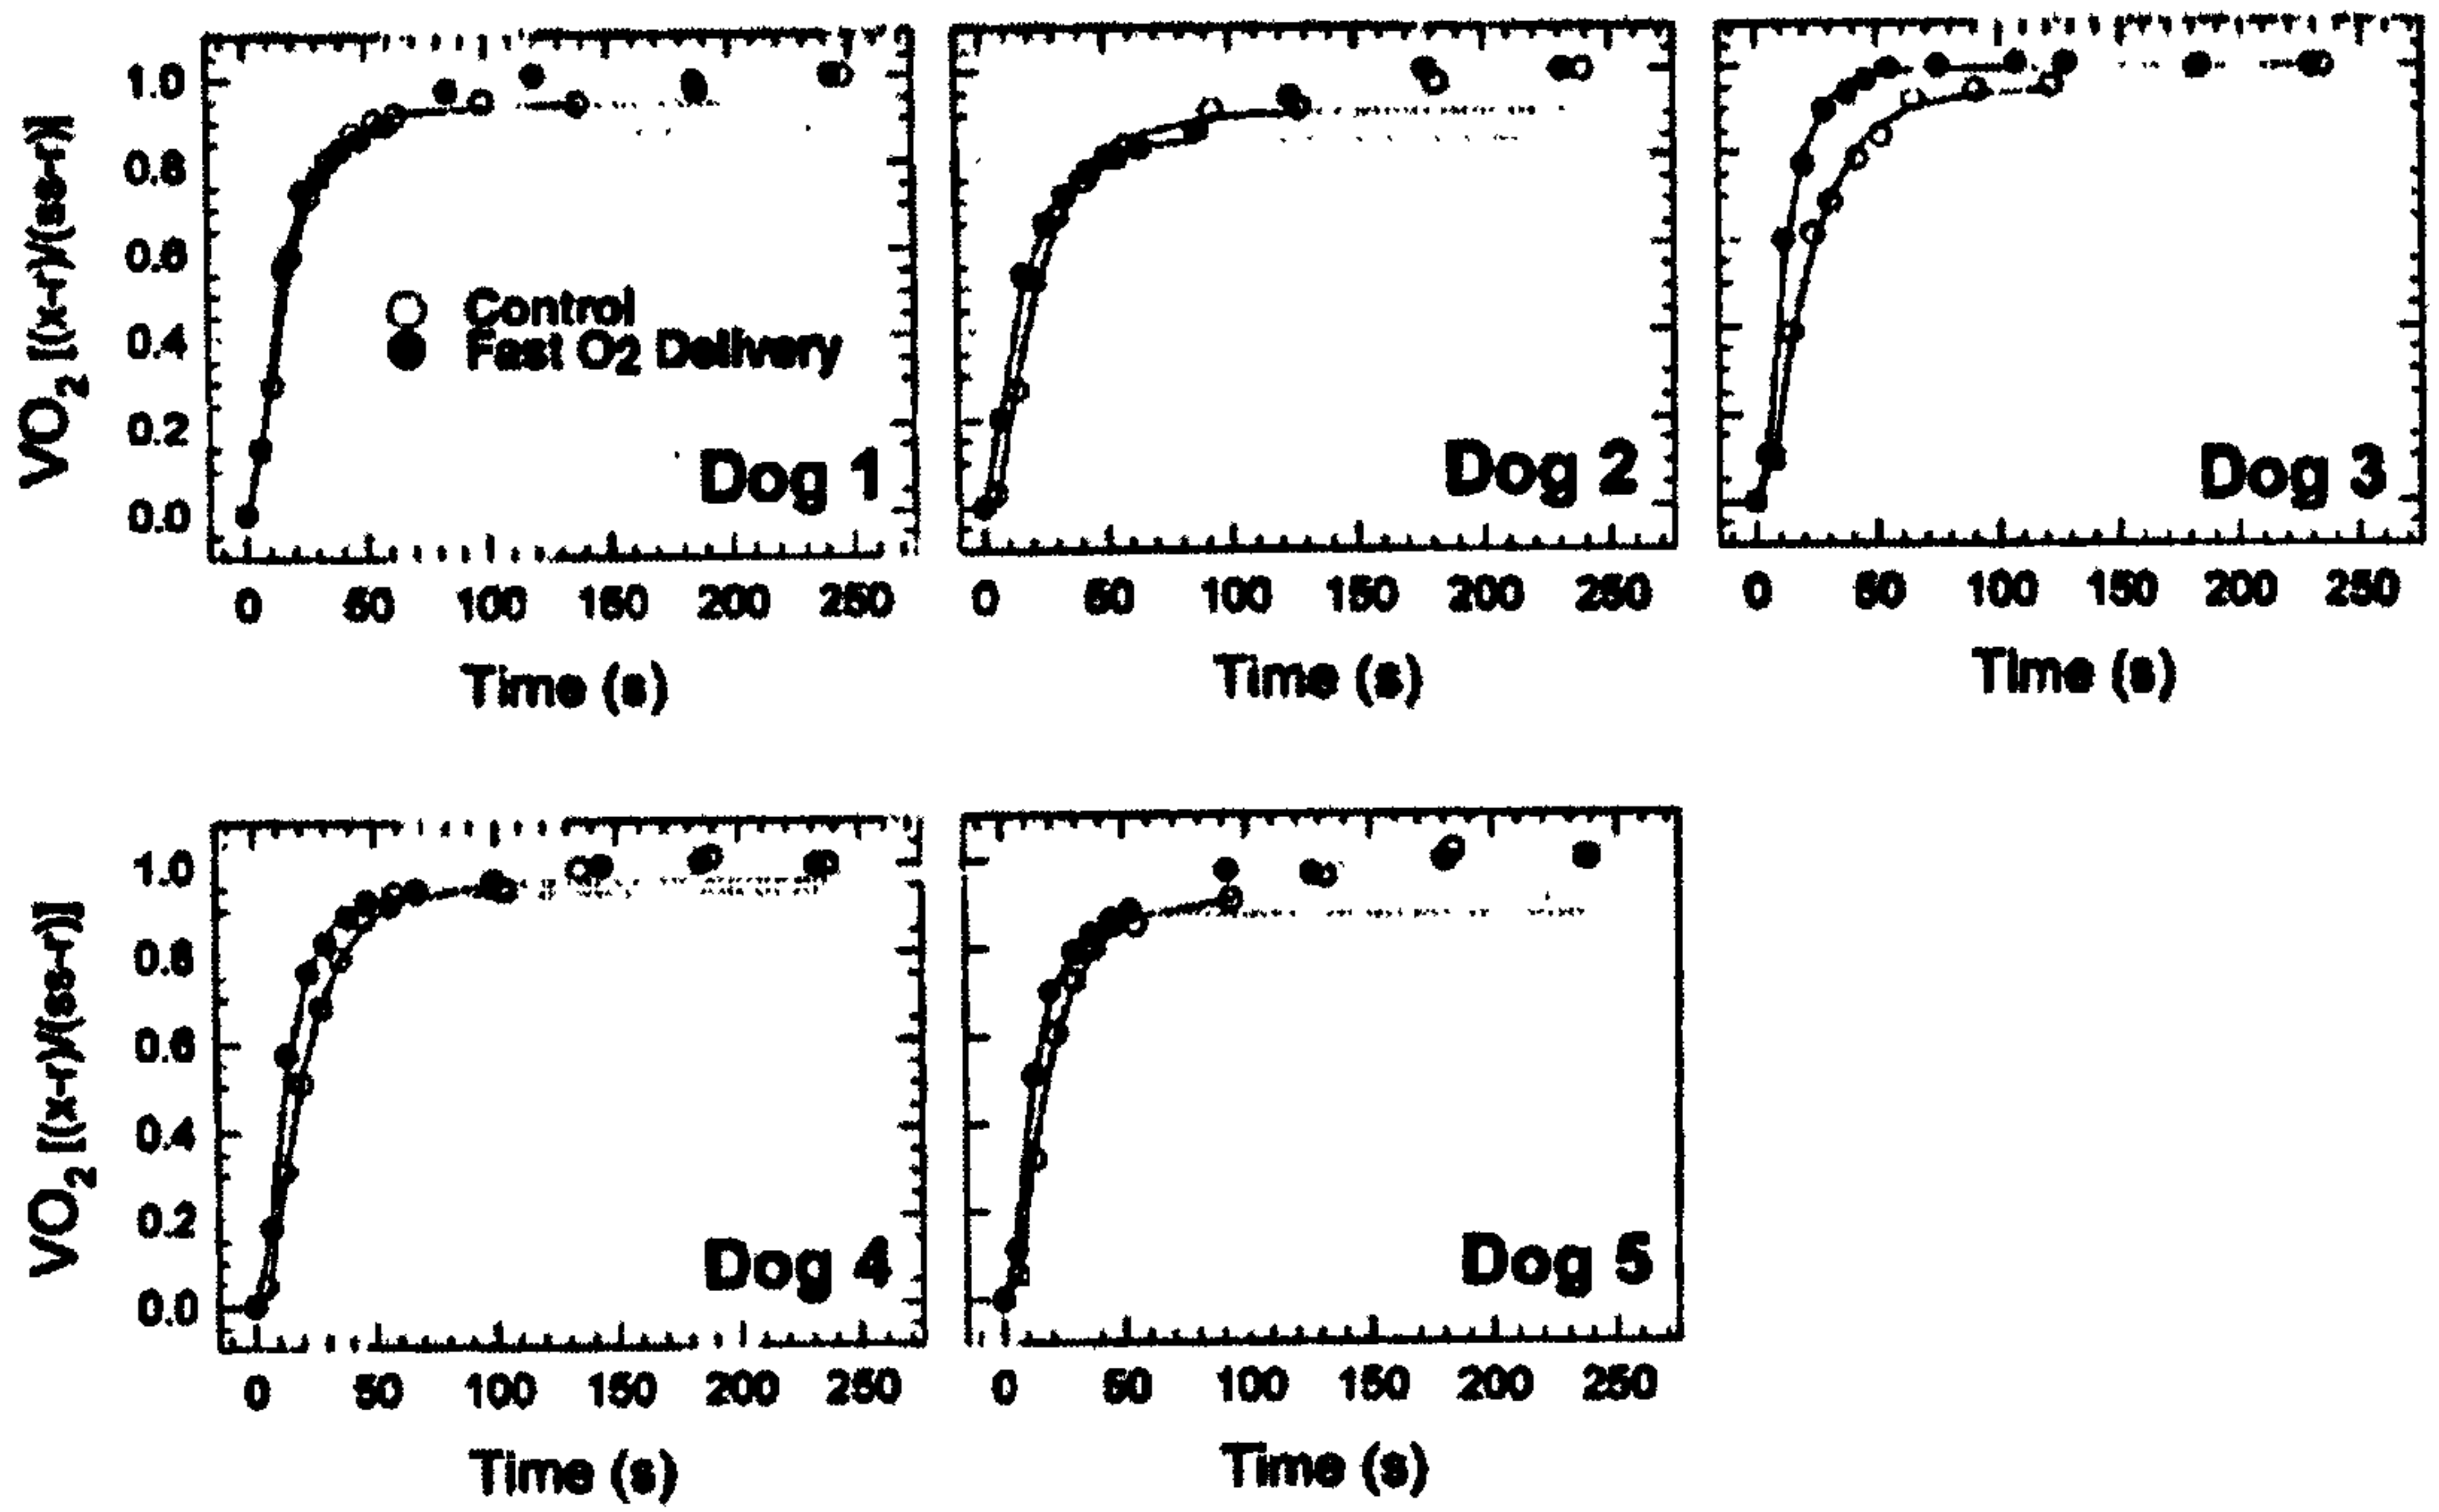 VO2 [(x-r)/(ss-r)]
1.0
0.8
0.6
0.4
0.2
0.0
Control
Fast O2 Delivery
Dog 1
Dog 2
Dog 3
0 50 100 150 200 250
0 50 100 150 200 250
0 50 100 150 200 250
Time (s)
Time (s)
Time (s)
VO2 [(x-r)/(ss-r)]
1.0
0.8
0.6
0.4
0.2
0.0
Dog 4
Dog 5
0 50 100 150 200 250
0 50 100 150 200 250
Time (s)
Time (s)